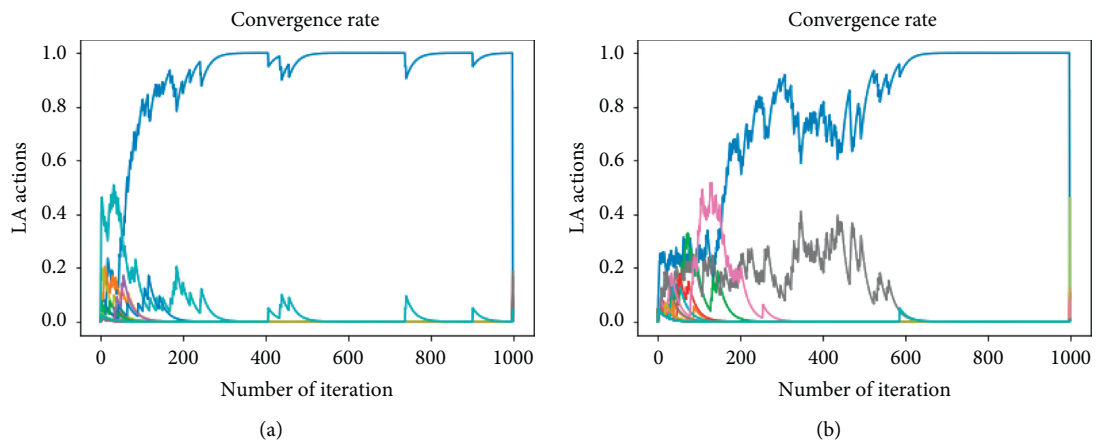 Convergence rate
1.0
0.8
0.6
0.4
0.2
0.0
LA actions
0 200 400 600 800 1000
Number of iteration
(a)
Convergence rate
1.0
0.8
0.6
0.4
0.2
0.0
LA actions
0 200 400 600 800 1000
Number of iteration
(b)